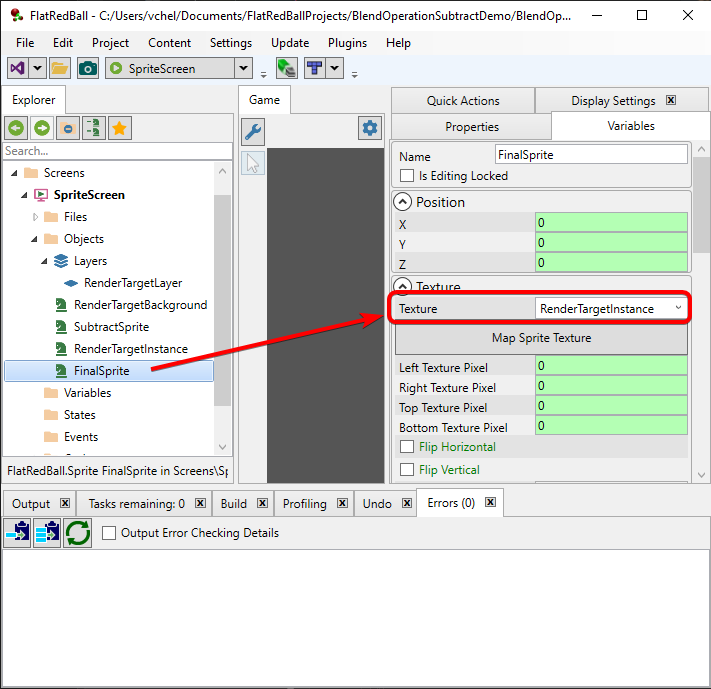 FlatRedBall - C:/Users/vchel/Documents/FlatRedBallProjects/BlendOperationSubtractDemo/BlendOp...
File Edit Project Content Settings Update Plugins Help
SpriteScreen
Explorer
Search...
Screens
SpriteScreen
Files
Objects
Layers
RenderTargetLayer
RenderTargetBackground
SubtractSprite
RenderTargetInstance
FinalSprite
Variables
States
Events
FlatRedBall.Sprite FinalSprite in Screens\Sp
Game
Quick Actions Display Settings
Properties Variables
Name FinalSprite
Is Editing Locked
Position
X 0
Y 0
Z 0
Texture
Texture RenderTargetInstance
Map Sprite Texture
Left Texture Pixel 0
Right Texture Pixel 0
Top Texture Pixel 0
Bottom Texture Pixel 0
Flip Horizontal
Flip Vertical
Output Tasks remaining: 0 Build Profiling Undo Errors (0)
Output Error Checking Details